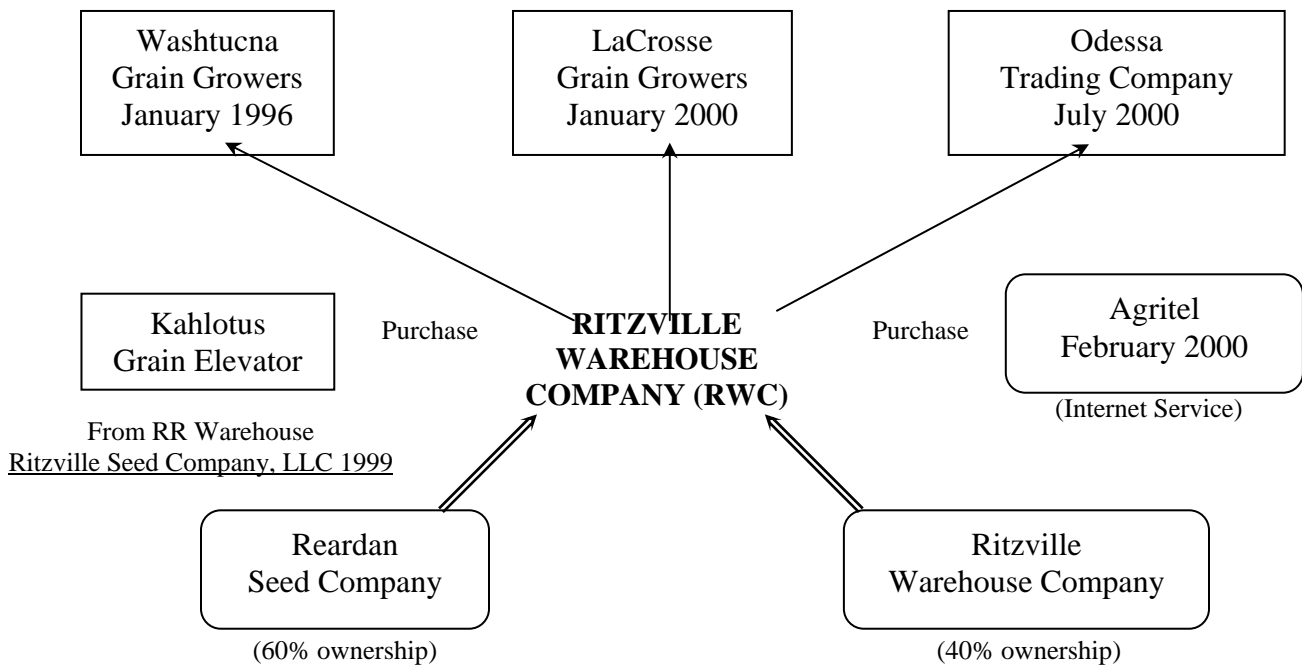 Washtucna
Grain Growers
January 1996
LaCrosse
Grain Growers
January 2000
Odessa
Trading Company
July 2000
Kahlotus
Grain Elevator
Purchase
RITZVILLE
WAREHOUSE
COMPANY (RWC)
Purchase
Agritel
February 2000
(Internet Service)
From RR Warehouse
Ritzville Seed Company, LLC 1999
Reardan
Seed Company
(60% ownership)
Ritzville
Warehouse Company
(40% ownership)